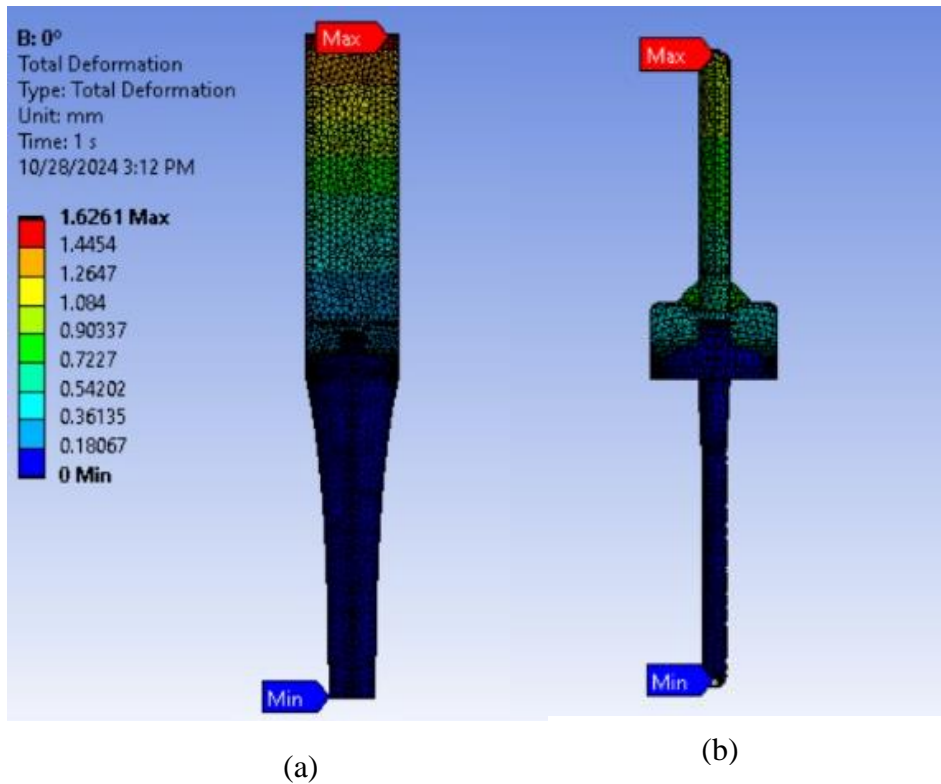 B: 0°
Total Deformation
Type: Total Deformation
Unit: mm
Time: 1 s
10/28/2024 3:12 PM
1.6261 Max
1.4454
1.2647
1.084
0.90337
0.7227
0.54202
0.36135
0.18067
0 Min
Max
Min
Max
Min
(a)
(b)